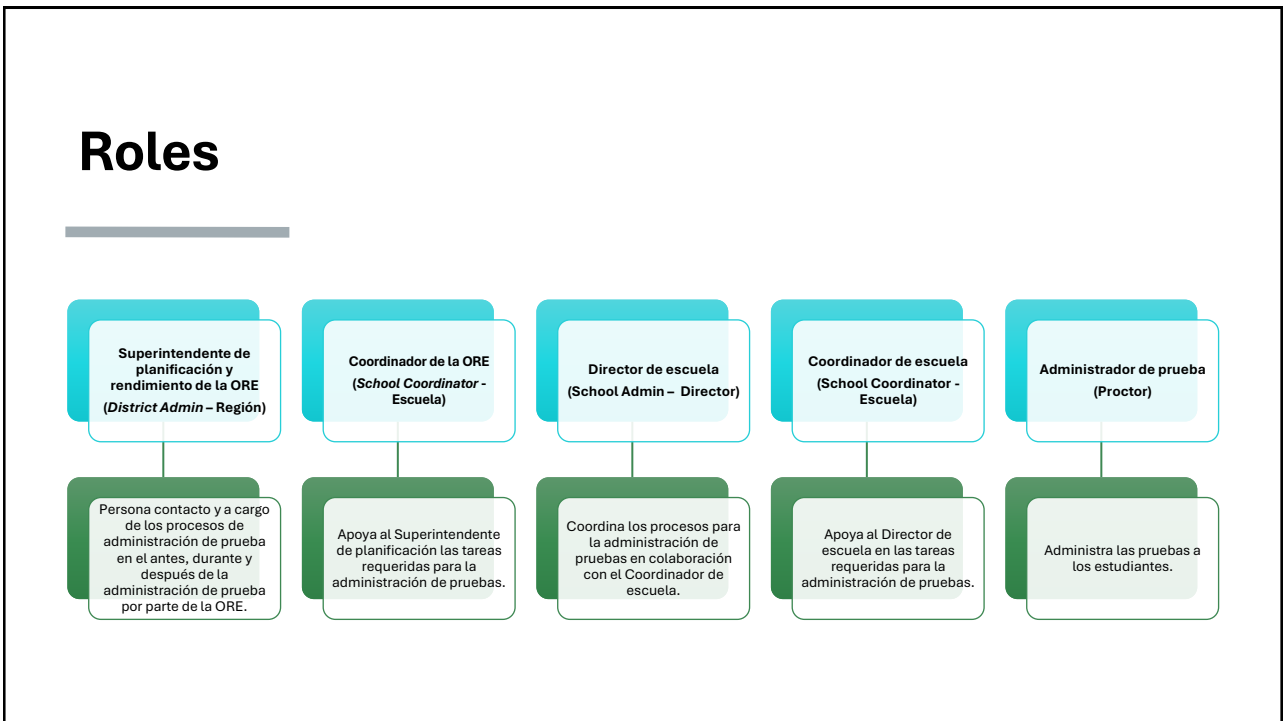 Roles
Superintendente de
planificación y
rendimiento de la ORE
(District Admin – Región)
Coordinador de la ORE
(School Coordinator -
Escuela)
Director de escuela
(School Admin – Director)
Coordinador de escuela
(School Coordinator -
Escuela)
Administrador de prueba
(Proctor)
Persona contacto y a cargo
de los procesos de
administración de prueba
en el antes, durante y
después de la
administración de prueba
por parte de la ORE.
Apoya al Superintendente
de planificación las tareas
requeridas para la
administración de pruebas.
Coordina los procesos para
la administración de
pruebas en colaboración
con el Coordinador de
escuela.
Apoya al Director de
escuela en las tareas
requeridas para la
administración de pruebas.
Administra las pruebas a
los estudiantes.